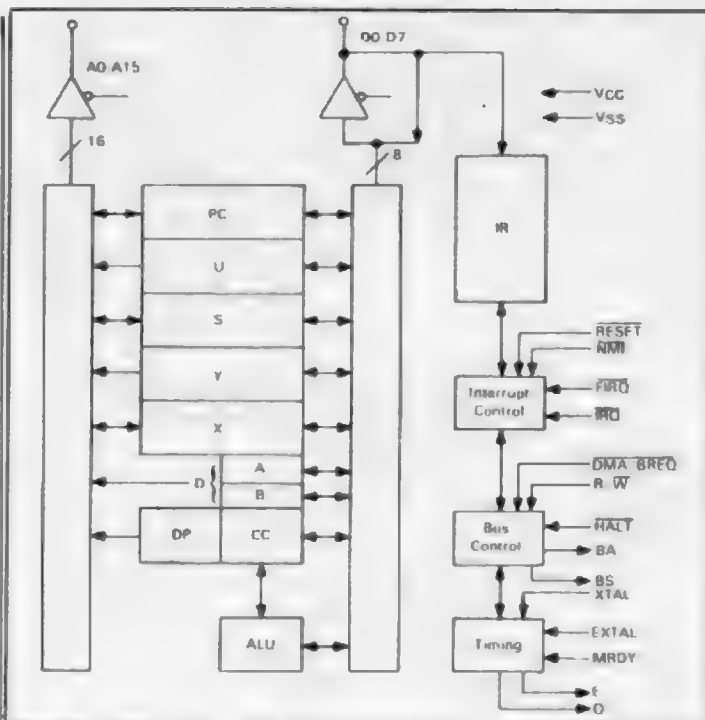 A0-A15
D0-D7
16
8
VCC
VSS
PC
U
S
Y
X
D
A
B
DP
CC
ALU
IR
RESET
NMI
FIRQ
IRQ
Interrupt
Control
DMA BREQ
R W
HALT
Bus
Control
BA
BS
XTAL
EXTAL
Timing
MRDY
E
Q